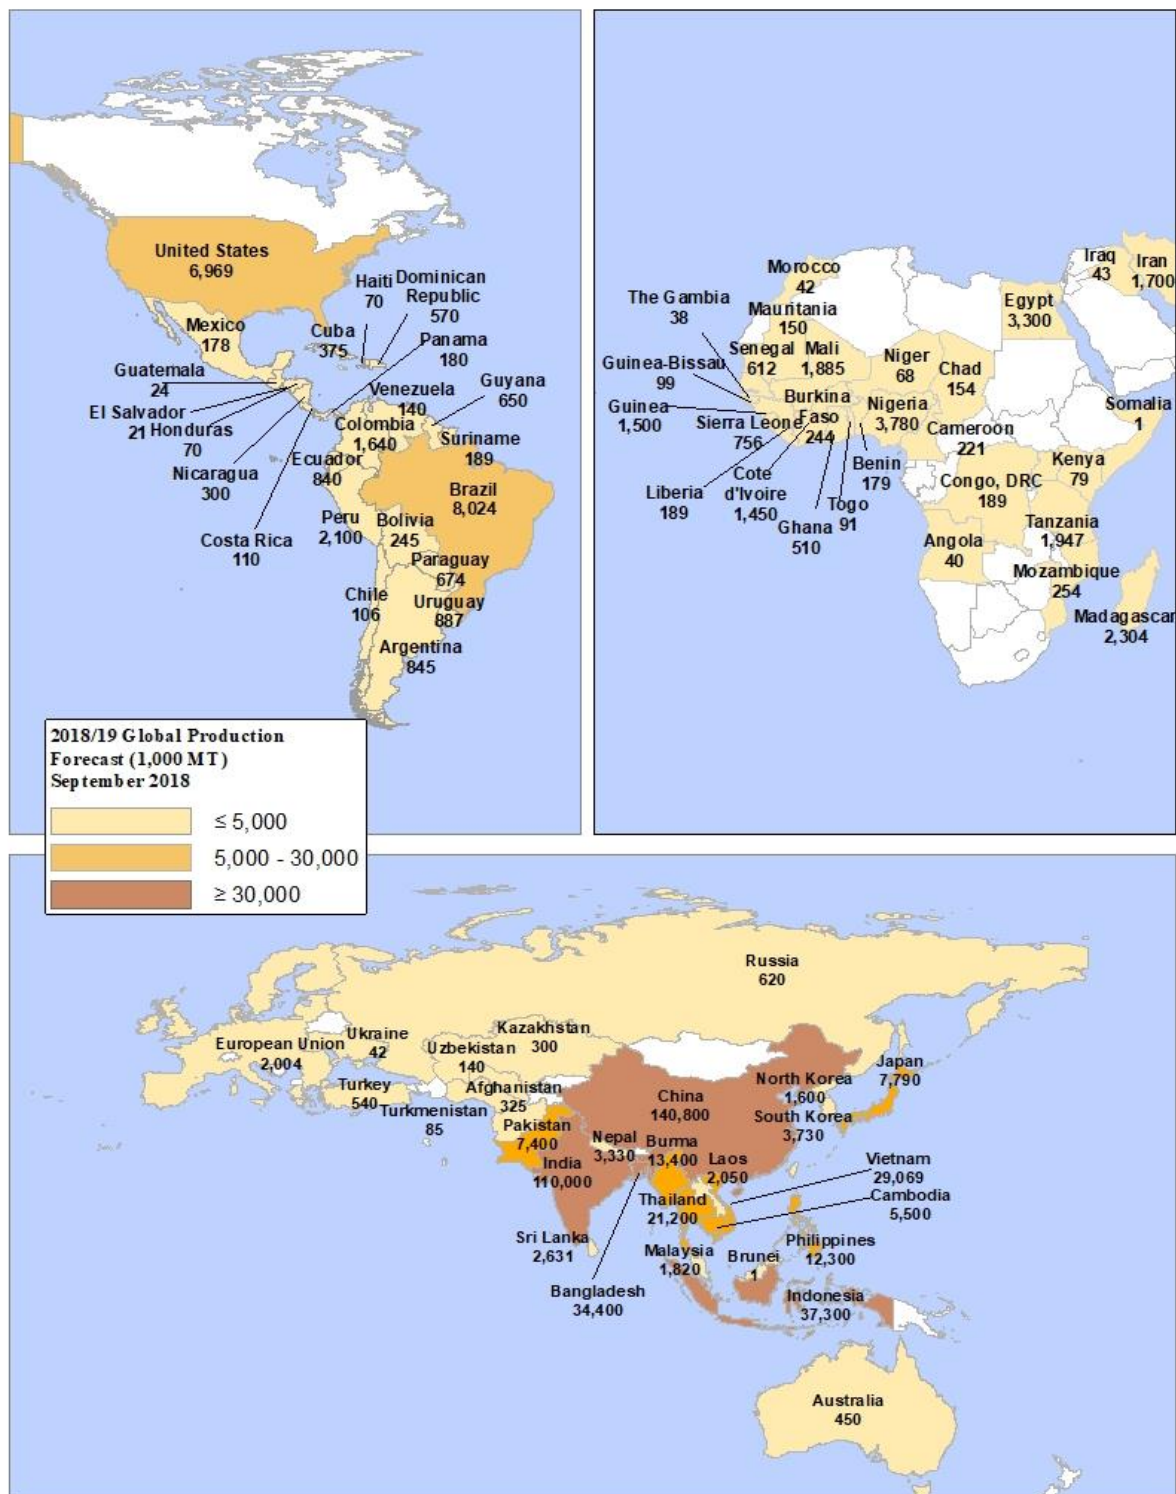 United States
6,969
Haiti
70
Dominican
Republic
570
Mexico
178
Cuba
375
Panama
180
Guatemala
24
Venezuela
140
Guyana
650
El Salvador
21
Honduras
70
Colombia
1,640
Suriname
189
Nicaragua
300
Ecuador
840
Brazil
8,024
Peru
2,100
Bolivia
245
Costa Rica
110
Paraguay
674
Chile
106
Uruguay
887
Argentina
845
Morocco
42
Iraq
43
Iran
1,700
The Gambia
38
Mauritania
150
Egypt
3,300
Senegal
612
Mali
1,885
Niger
68
Chad
154
Guinea-Bissau
99
Burkina
Faso
244
Nigeria
3,780
Somalia
1
Guinea
1,500
Sierra Leone
756
Cameroon
221
Benin
179
Kenya
79
Liberia
189
Cote
d'Ivoire
1,450
Togo
91
Ghana
510
Congo, DRC
189
Tanzania
1,947
Angola
40
Mozambique
254
Madagascar
2,304
2018/19 Global Production
Forecast (1,000 MT)
September 2018
≤ 5,000
5,000 - 30,000
≥ 30,000
Russia
620
European Union
2,004
Ukraine
42
Kazakhstan
300
Uzbekistan
140
Japan
7,790
Turkey
540
Afghanistan
325
China
140,800
North Korea
1,600
Turkmenistan
85
Pakistan
7,400
South Korea
3,730
Nepal
3,330
Burma
13,400
Laos
2,050
India
110,000
Vietnam
29,069
Thailand
21,200
Cambodia
5,500
Sri Lanka
2,631
Malaysia
1,820
Brunei
1
Philippines
12,300
Bangladesh
34,400
Indonesia
37,300
Australia
450